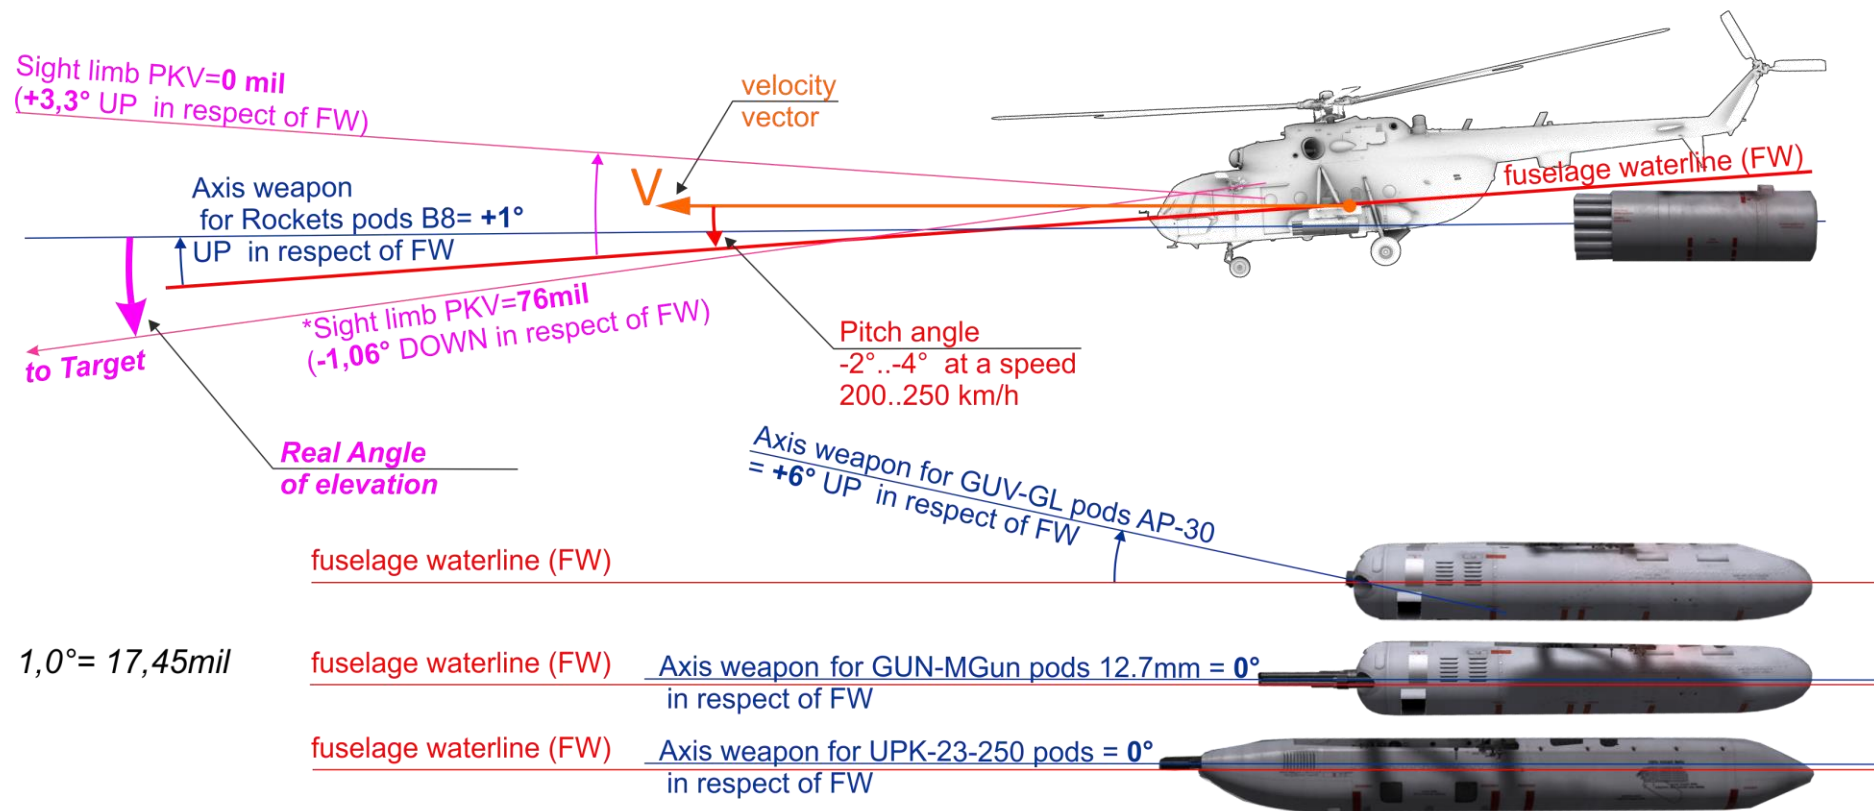 Sight limb PKV=0 mil
(+3,3° UP in respect of FW)
velocity
vector
V
fuselage waterline (FW)
Axis weapon
for Rockets pods B8= +1°
UP in respect of FW
*Sight limb PKV=76mil
(-1,06° DOWN in respect of FW)
to Target
Pitch angle
-2°..-4° at a speed
200..250 km/h
Real Angle
of elevation
Axis weapon for GUV-GL pods AP-30
= +6° UP in respect of FW
fuselage waterline (FW)
1,0°= 17,45mil
fuselage waterline (FW)
Axis weapon for GUN-MGun pods 12.7mm = 0°
in respect of FW
fuselage waterline (FW)
Axis weapon for UPK-23-250 pods = 0°
in respect of FW